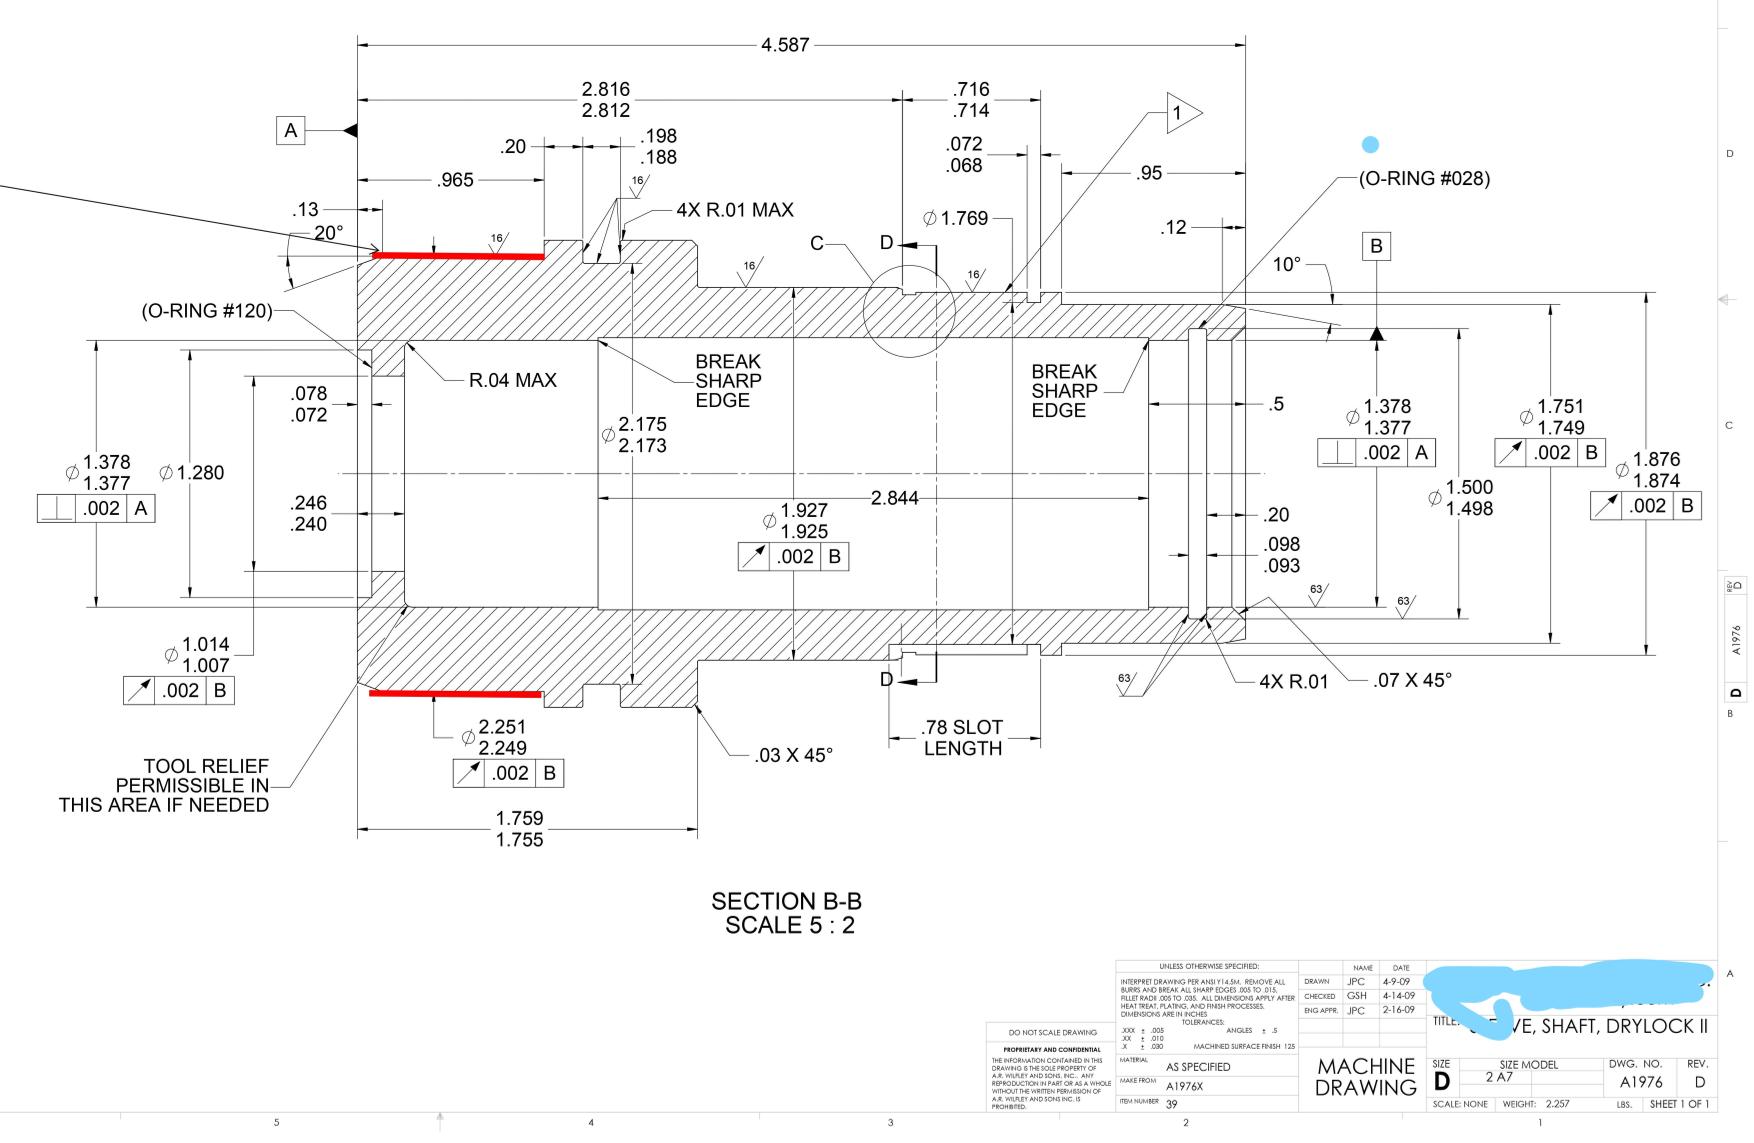 4.587
2.816
2.812
.716
.714
1
A
.20
.198
.188
.072
.068
.965
16
.95
(O-RING #028)
.13
4X R.01 MAX
Ø 1.769
.12
20°
16
C
D
B
16
16
10°
(O-RING #120)
R.04 MAX
BREAK
SHARP
EDGE
BREAK
SHARP
EDGE
.078
.072
.5
Ø 1.378
1.377
⊥ .002 A
Ø 1.751
1.749
↗ .002 B
Ø 2.175
2.173
Ø 1.378
1.377
⊥ .002 A
Ø 1.280
Ø 1.876
1.874
↗ .002 B
.246
.240
2.844
Ø 1.500
1.498
Ø 1.927
1.925
↗ .002 B
.20
.098
.093
63
63
Ø 1.014
1.007
↗ .002 B
D
63
4X R.01
.07 X 45°
Ø 2.251
2.249
↗ .002 B
.78 SLOT
LENGTH
.03 X 45°
TOOL RELIEF
PERMISSIBLE IN
THIS AREA IF NEEDED
1.759
1.755
SECTION B-B
SCALE 5 : 2
UNLESS OTHERWISE SPECIFIED:
INTERPRET DRAWING PER ANSI Y14.5M. REMOVE ALL
BURRS AND BREAK ALL SHARP EDGES .005 TO .015,
FILLET RADII .005 TO .035. ALL DIMENSIONS APPLY AFTER
HEAT TREAT, PLATING, AND FINISH PROCESSES.
DIMENSIONS ARE IN INCHES
TOLERANCES:
.XXX ± .005 ANGLES ± .5
.XX ± .010
.X ± .030 MACHINED SURFACE FINISH 125
MATERIAL
AS SPECIFIED
MAKE FROM A1976X
ITEM NUMBER 39
DO NOT SCALE DRAWING
PROPRIETARY AND CONFIDENTIAL
THE INFORMATION CONTAINED IN THIS
DRAWING IS THE SOLE PROPERTY OF
A.R. WILFLEY AND SONS, INC.. ANY
REPRODUCTION IN PART OR AS A WHOLE
WITHOUT THE WRITTEN PERMISSION OF
A.R. WILFLEY AND SONS INC. IS
PROHIBITED.
NAME DATE
DRAWN JPC 4-9-09
CHECKED GSH 4-14-09
ENG APPR. JPC 2-16-09
MACHINE
DRAWING
TITLE: SHAFT, DRYLOCK II
SIZE SIZE MODEL DWG. NO. REV.
D 2 A7 A1976 D
SCALE: NONE WEIGHT: 2.257 LBS. SHEET 1 OF 1
D
C
REV D
A1976
D
B
A
5 4 3 2 1